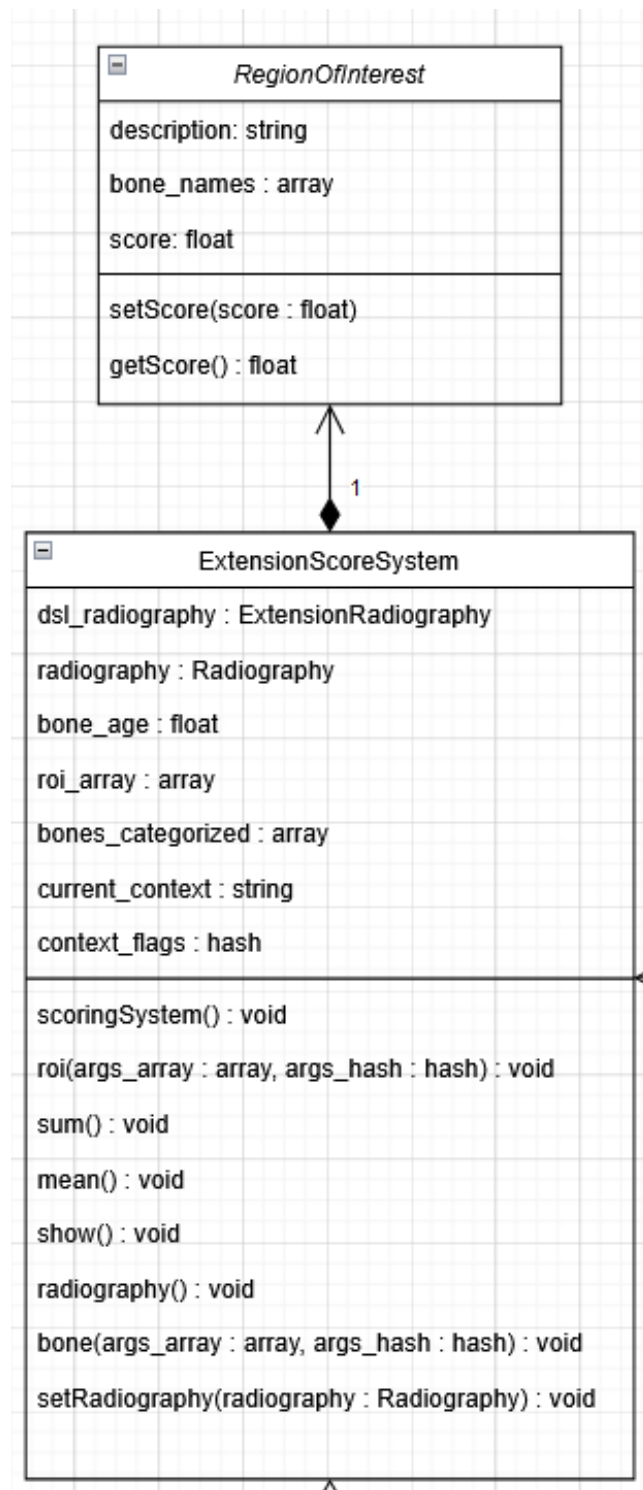 RegionOfInterest
description: string
bone_names : array
score: float
setScore(score : float)
getScore() : float
1
ExtensionScoreSystem
dsl_radiography : ExtensionRadiography
radiography : Radiography
bone_age : float
roi_array : array
bones_categorized : array
current_context : string
context_flags : hash
scoringSystem() : void
roi(args_array : array, args_hash : hash) : void
sum() : void
mean() : void
show() : void
radiography() : void
bone(args_array : array, args_hash : hash) : void
setRadiography(radiography : Radiography) : void